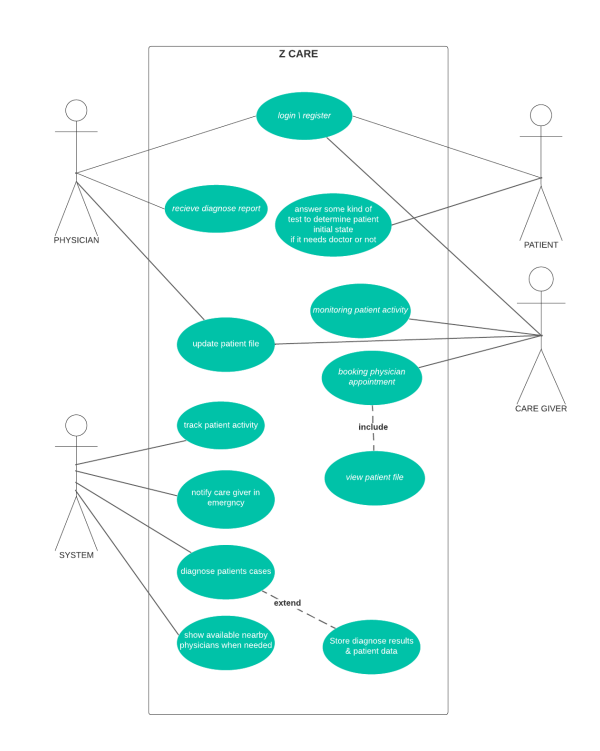 Z CARE
login \ register
recieve diagnose report
answer some kind of
test to determine patient
initial state
if it needs doctor or not
PHYSICIAN
PATIENT
monitoring patient activity
update patient file
booking physician
appointment
CARE GIVER
track patient activity
include
view patient file
notify care giver in
emergncy
SYSTEM
diagnose patients cases
extend
show available nearby
physicians when needed
Store diagnose results
& patient data